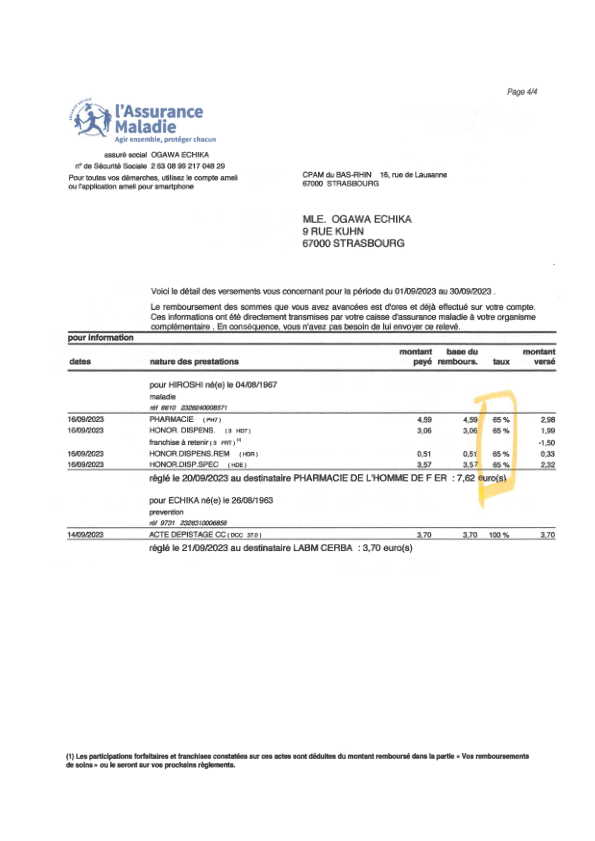 Page 4/4
SÉCURITÉ SOCIALE
l'Assurance
Maladie
Agir ensemble, protéger chacun
assuré social OGAWA ECHIKA
n° de Sécurité Sociale 2 63 08 99 217 048 29
Pour toutes vos démarches, utilisez le compte ameli
ou l'application ameli pour smartphone
CPAM du BAS-RHIN 16, rue de Lausanne
67000 STRASBOURG
MLE. OGAWA ECHIKA
9 RUE KUHN
67000 STRASBOURG
Voici le détail des versements vous concernant pour la période du 01/09/2023 au 30/09/2023 .
Le remboursement des sommes que vous avez avancées est d'ores et déjà effectué sur votre compte.
Ces informations ont été directement transmises par votre caisse d'assurance maladie à votre organisme
complémentaire . En conséquence, vous n'avez pas besoin de lui envoyer ce relevé.
pour information
dates nature des prestations montant payé base du rembours. taux montant versé
pour HIROSHI né(e) le 04/08/1967
maladie
réf 6610 2326240008571
16/09/2023 PHARMACIE ( PH7) 4,59 4,59 65 % 2,98
16/09/2023 HONOR. DISPENS. ( 3 HD7) 3,06 3,06 65 % 1,99
franchise à retenir ( 3 FRT ) (1) -1,50
16/09/2023 HONOR.DISPENS.REM ( HDR) 0,51 0,51 65 % 0,33
16/09/2023 HONOR.DISP.SPEC ( HDE) 3,57 3,57 65 % 2,32
réglé le 20/09/2023 au destinataire PHARMACIE DE L'HOMME DE F ER : 7,62 euro(s)
pour ECHIKA né(e) le 26/08/1963
prevention
réf 9731 2326310006858
14/09/2023 ACTE DEPISTAGE CC ( DCC 37.0 ) 3,70 3,70 100 % 3,70
réglé le 21/09/2023 au destinataire LABM CERBA : 3,70 euro(s)
(1) Les participations forfaitaires et franchises constatées sur ces actes sont déduites du montant remboursé dans la partie « Vos remboursements
de soins » ou le seront sur vos prochains règlements.